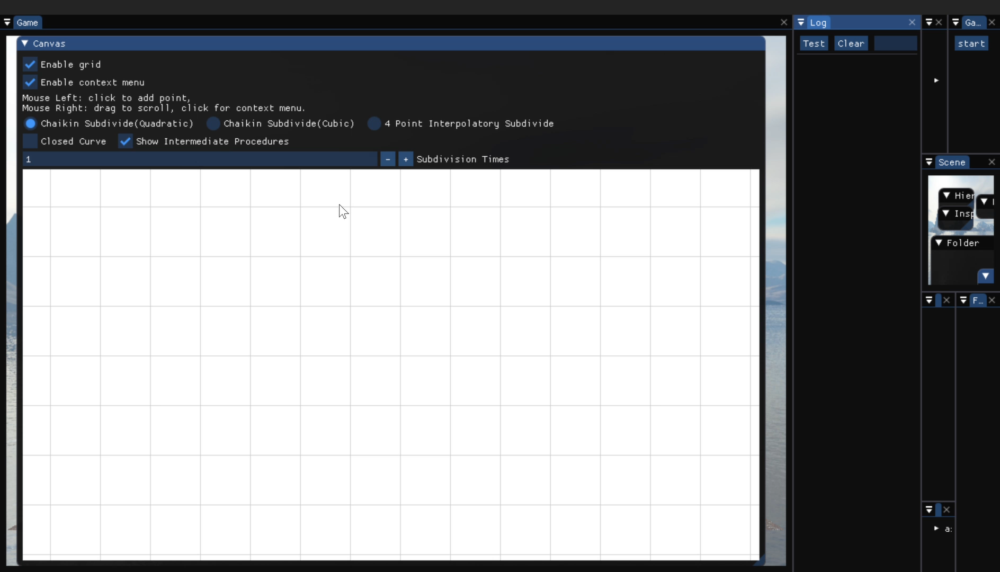 Game
Log
Ga…
Canvas
Test
Clear
start
Enable grid
Enable context menu
Mouse Left: click to add point,
Mouse Right: drag to scroll, click for context menu.
Chaikin Subdivide(Quadratic)
Chaikin Subdivide(Cubic)
4 Point Interpolatory Subdivide
Closed Curve
Show Intermediate Procedures
1
-
+
Subdivision Times
Scene
Hier
Insp
Folder
F…
a: